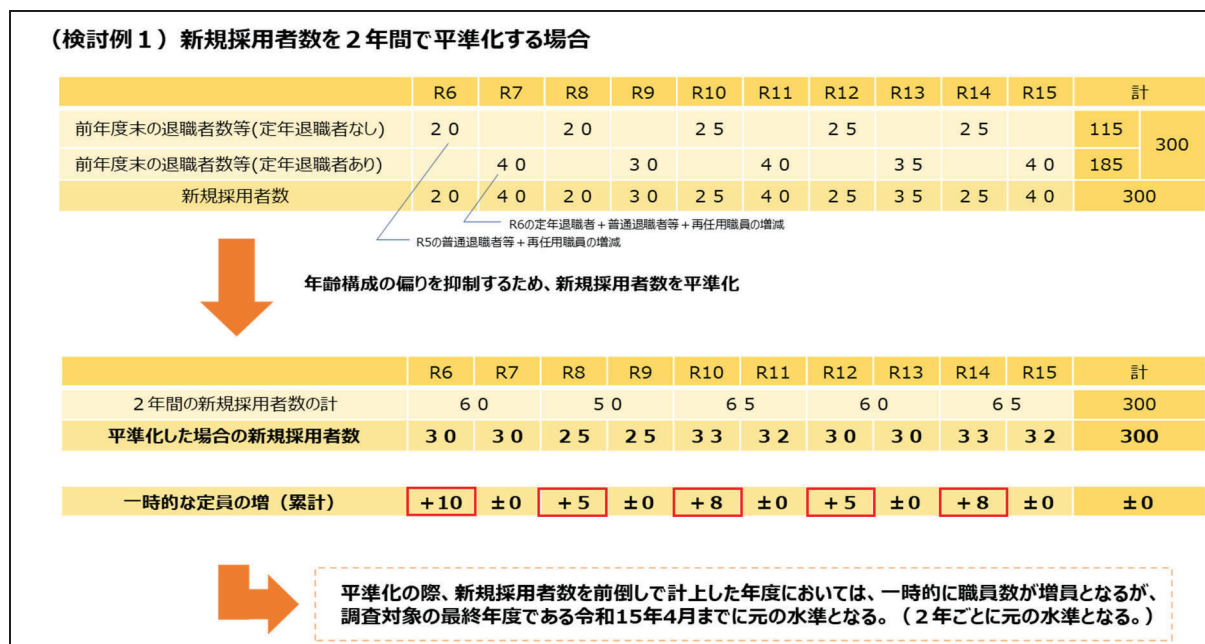 （検討例１）新規採用者数を２年間で平準化する場合
R6 R7 R8 R9 R10 R11 R12 R13 R14 R15 計
前年度末の退職者数等(定年退職者なし) 20 20 25 25 25 115
300
前年度末の退職者数等(定年退職者あり) 40 30 40 35 40 185
新規採用者数 20 40 20 30 25 40 25 35 25 40 300
R6の定年退職者＋普通退職者等＋再任用職員の増減
R5の普通退職者等＋再任用職員の増減
年齢構成の偏りを抑制するため、新規採用者数を平準化
R6 R7 R8 R9 R10 R11 R12 R13 R14 R15 計
２年間の新規採用者数の計 60 50 65 60 65 300
平準化した場合の新規採用者数 30 30 25 25 33 32 30 30 33 32 300
一時的な定員の増（累計） +10 ±0 +5 ±0 +8 ±0 +5 ±0 +8 ±0 ±0
平準化の際、新規採用者数を前倒しで計上した年度においては、一時的に職員数が増員となるが、
調査対象の最終年度である令和15年4月までに元の水準となる。（２年ごとに元の水準となる。）